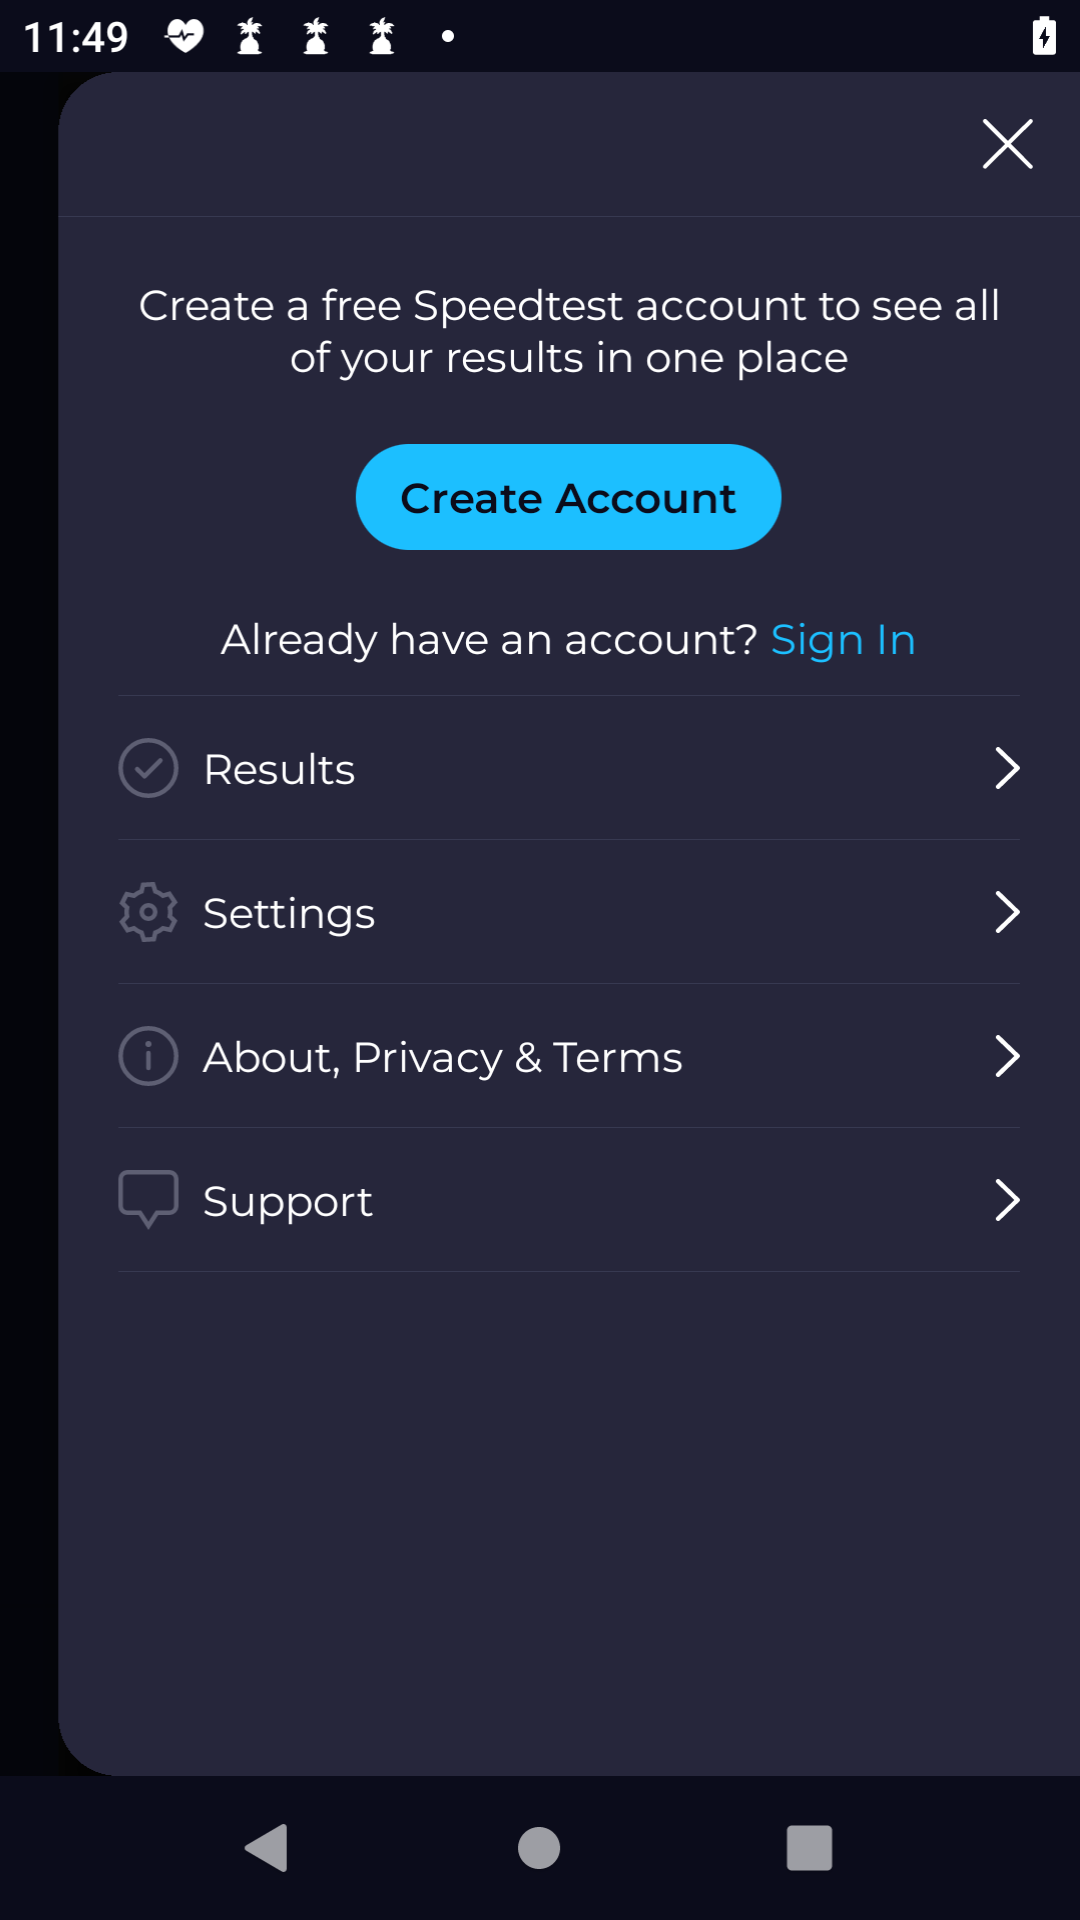 11:49
Create a free Speedtest account to see all
of your results in one place
Create Account
Already have an account? Sign In
Results
Settings
About, Privacy & Terms
Support